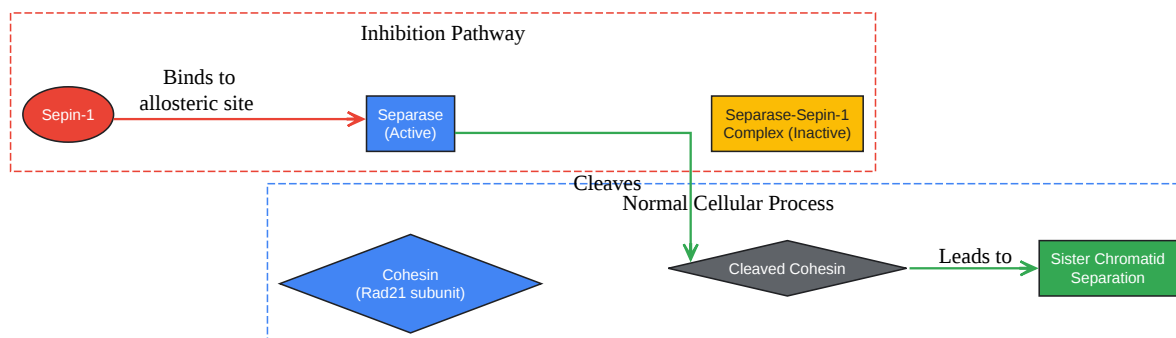 Inhibition Pathway
Binds to
allosteric site
Sepin-1
Separase
(Active)
Separase-Sepin-1
Complex (Inactive)
Cleaves
Normal Cellular Process
Cohesin
(Rad21 subunit)
Cleaved Cohesin
Leads to
Sister Chromatid
Separation